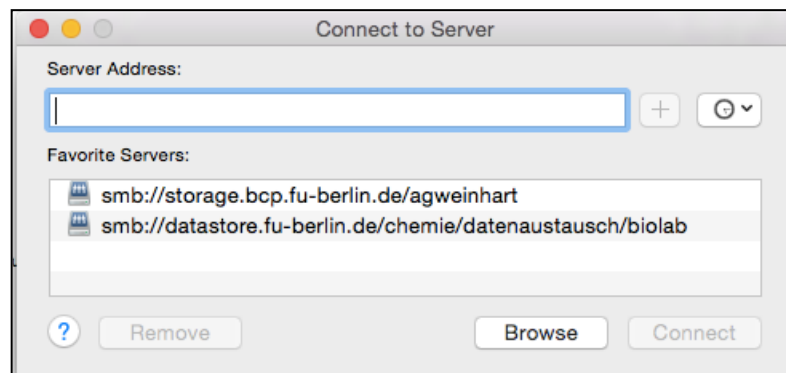 Connect to Server
Server Address:
Favorite Servers:
smb://storage.bcp.fu-berlin.de/agweinhart
smb://datastore.fu-berlin.de/chemie/datenaustausch/biolab
? Remove Browse Connect